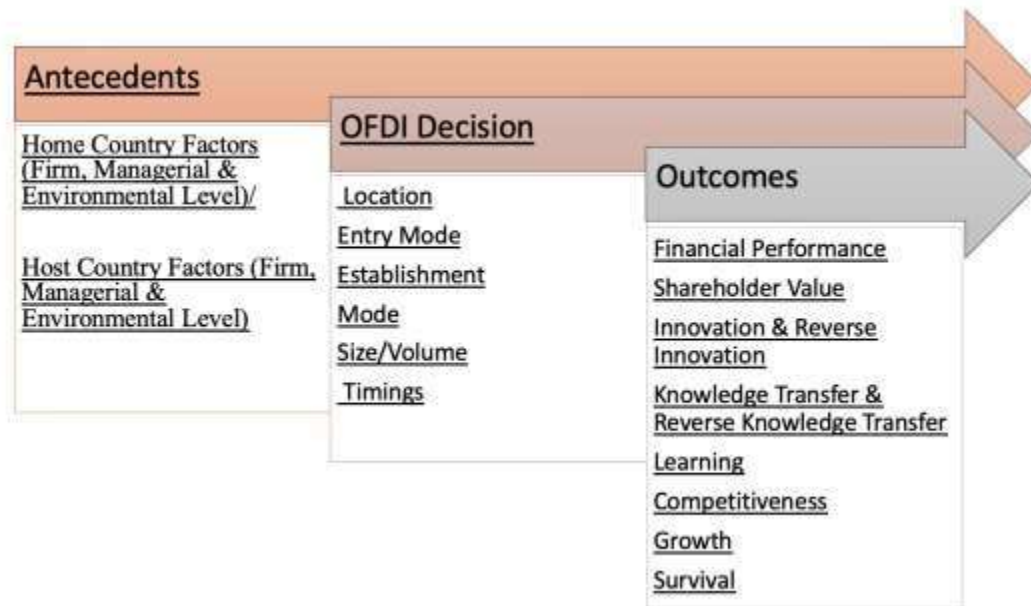 Antecedents
Home Country Factors
(Firm, Managerial &
Environmental Level)/
Host Country Factors (Firm,
Managerial &
Environmental Level)
OFDI Decision
Location
Entry Mode
Establishment
Mode
Size/Volume
Timings
Outcomes
Financial Performance
Shareholder Value
Innovation & Reverse
Innovation
Knowledge Transfer &
Reverse Knowledge Transfer
Learning
Competitiveness
Growth
Survival